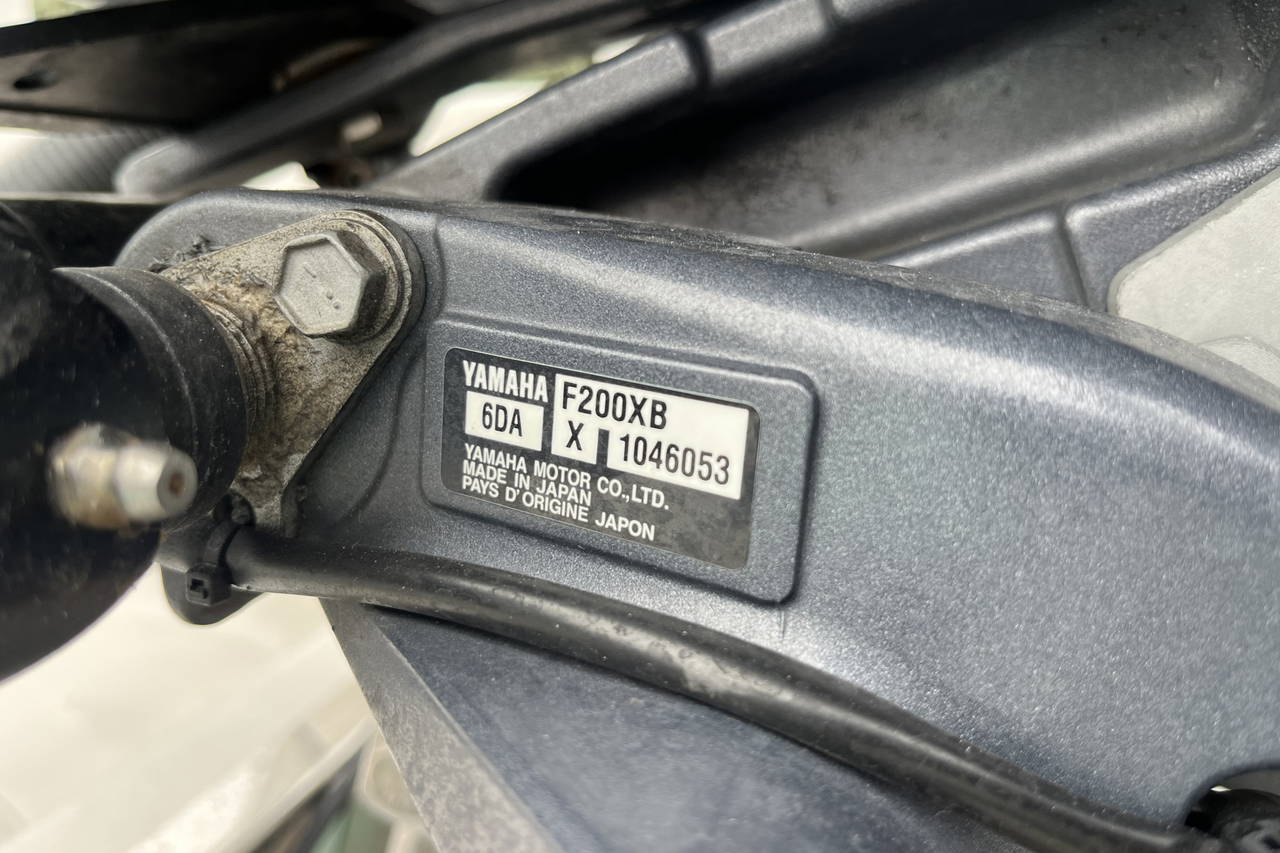 YAMAHA F200XB
6DA X 1046053
YAMAHA MOTOR CO.,LTD.
MADE IN JAPAN
PAYS D'ORIGINE JAPON